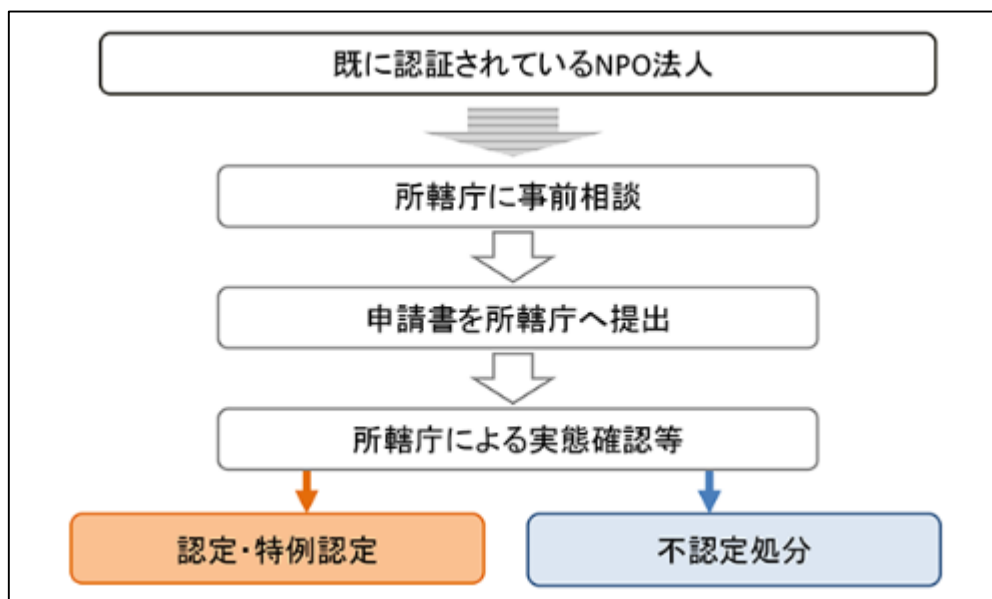 既に認証されているNPO法人
所轄庁に事前相談
申請書を所轄庁へ提出
所轄庁による実態確認等
認定・特例認定
不認定処分